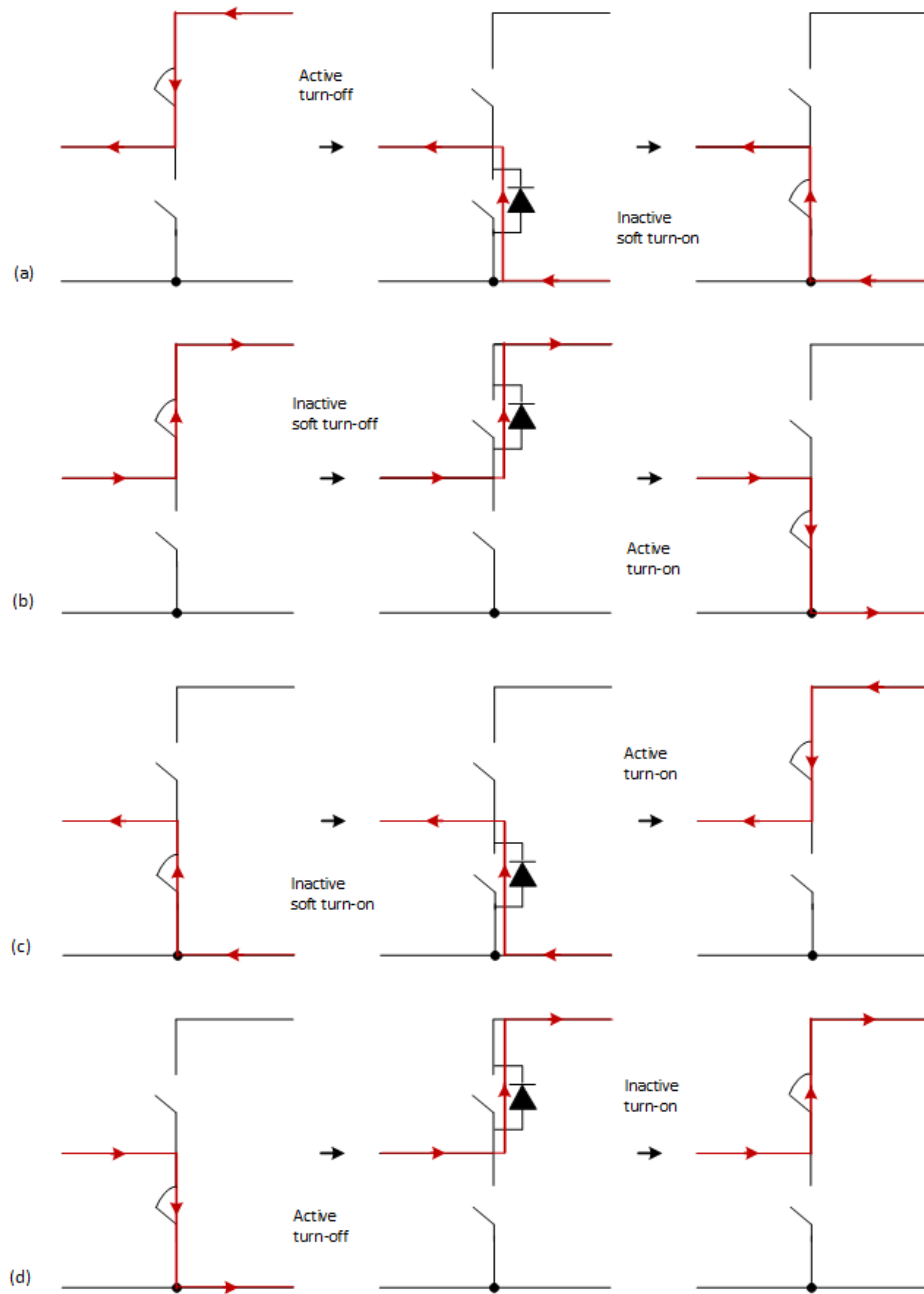 Active
turn-off
Inactive
soft turn-on
(a)
Inactive
soft turn-off
Active
turn-on
(b)
Active
turn-on
Inactive
soft turn-on
(c)
Inactive
turn-on
Active
turn-off
(d)